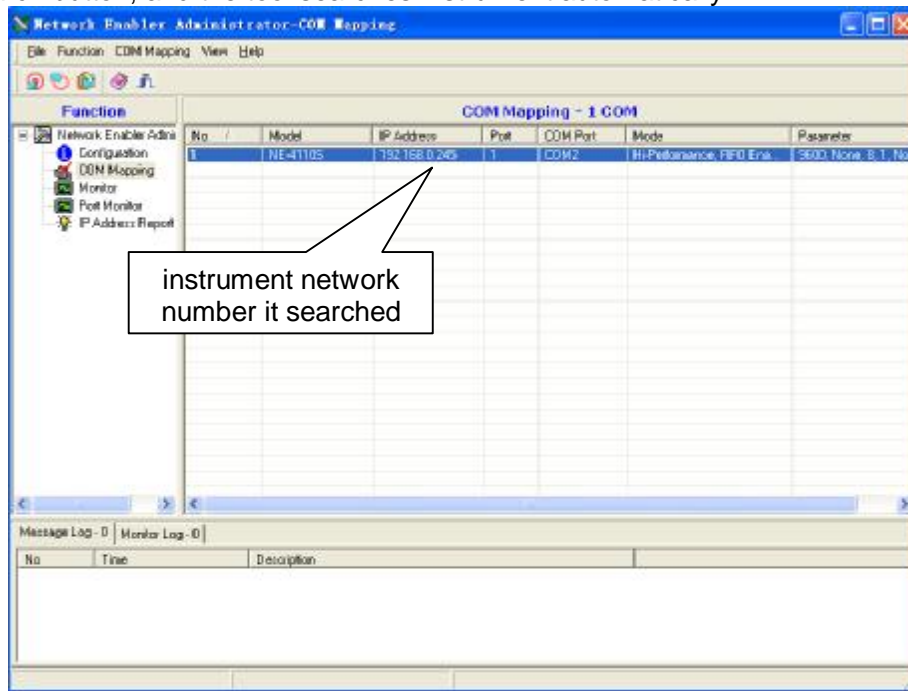 Network Enabler Administrator-COM Mapping
File Function COM Mapping View Help
Function
COM Mapping - 1 COM
Network Enabler Admi
Configuration
COM Mapping
Monitor
Port Monitor
IP Address Report
No / Model IP Address Port COM Port Mode Parameter
1 NE-4110S 192.168.0.245 1 COM2 Hi-Performance, FIFO Ena... 9600, None, 8, 1, No
instrument network
number it searched
Message Log - 0 Monitor Log - 0
No Time Description